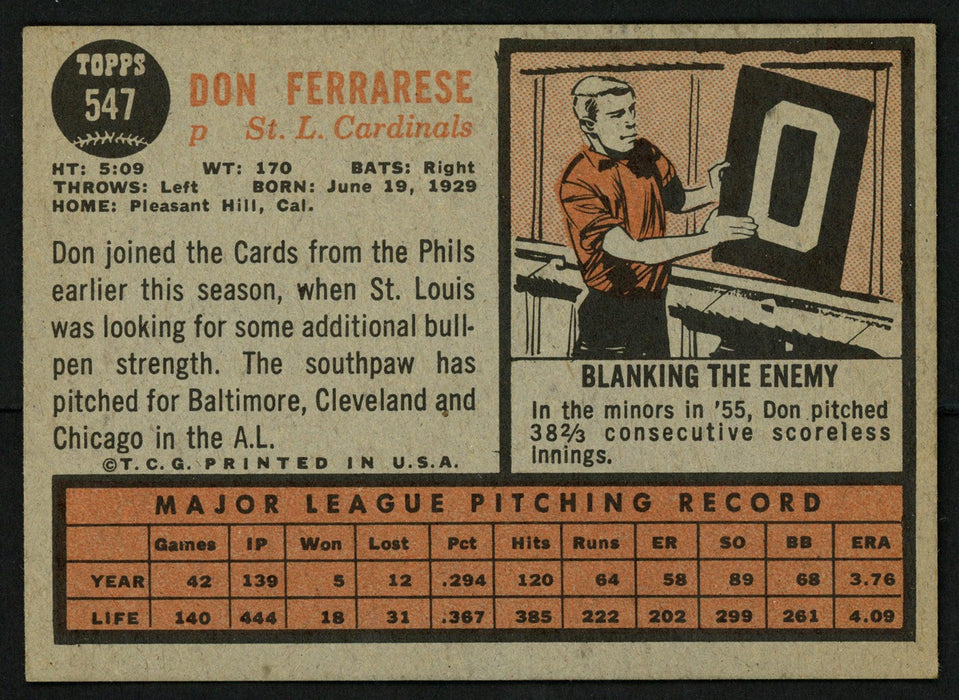 TOPPS
547
DON FERRARESE
p St. L. Cardinals
HT: 5:09 WT: 170 BATS: Right
THROWS: Left BORN: June 19, 1929
HOME: Pleasant Hill, Cal.
Don joined the Cards from the Phils
earlier this season, when St. Louis
was looking for some additional bull-
pen strength. The southpaw has
pitched for Baltimore, Cleveland and
Chicago in the A.L.
©T.C.G. PRINTED IN U.S.A.
0
BLANKING THE ENEMY
In the minors in '55, Don pitched
38 2/3 consecutive scoreless
innings.
MAJOR LEAGUE PITCHING RECORD
Games IP Won Lost Pct Hits Runs ER SO BB ERA
YEAR 42 139 5 12 .294 120 64 58 89 68 3.76
LIFE 140 444 18 31 .367 385 222 202 299 261 4.09